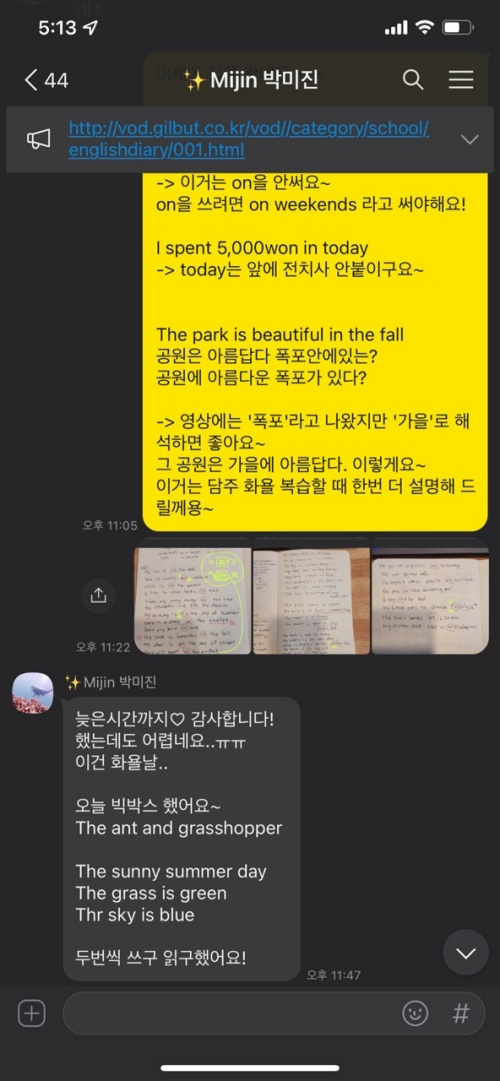 5:13
44
✨Mijin 박미진
http://vod.gilbut.co.kr/vod//category/school/
englishdiary/001.html
-> 이거는 on을 안써요~
on을 쓰려면 on weekends 라고 써야해요!
I spent 5,000won in today
-> today는 앞에 전치사 안붙이구요~
The park is beautiful in the fall
공원은 아름답다 폭포안에있는?
공원에 아름다운 폭포가 있다?
-> 영상에는 '폭포'라고 나왔지만 '가을'로 해
석하면 좋아요~
그 공원은 가을에 아름답다. 이렇게요~
이거는 담주 화욜 복습할 때 한번 더 설명해 드
릴께용~
오후 11:05
오후 11:22
✨ Mijin 박미진
늦은시간까지♡ 감사합니다!
했는데도 어렵네요..ㅠㅠ
이건 화욜날..
오늘 빅박스 했어요~
The ant and grasshopper
The sunny summer day
The grass is green
Thr sky is blue
두번씩 쓰구 읽구했어요!
오후 11:47
#